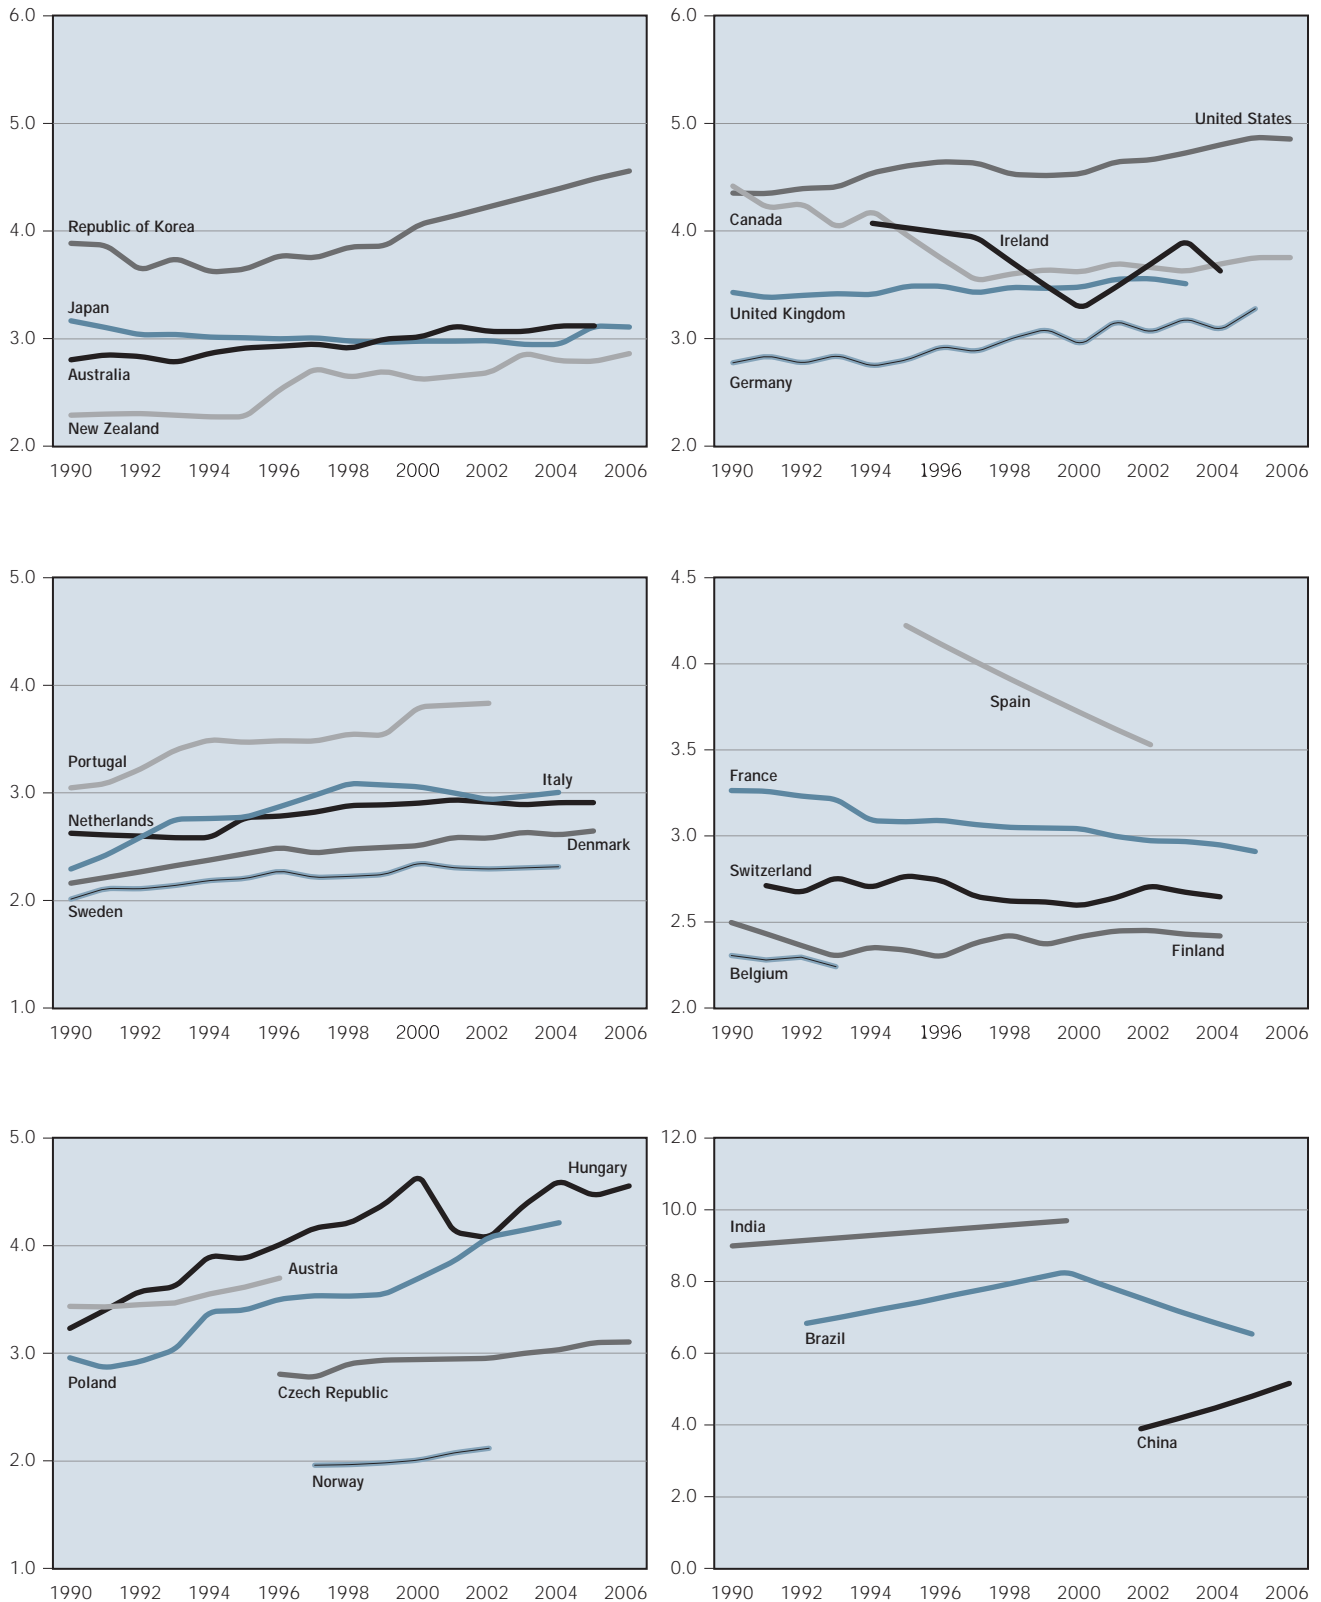 6.0
5.0
4.0
3.0
2.0
Republic of Korea
Japan
Australia
New Zealand
1990 1992 1994 1996 1998 2000 2002 2004 2006
6.0
5.0
4.0
3.0
2.0
United States
Canada
Ireland
United Kingdom
Germany
1990 1992 1994 1996 1998 2000 2002 2004 2006
5.0
4.0
3.0
2.0
1.0
Portugal
Italy
Netherlands
Denmark
Sweden
1990 1992 1994 1996 1998 2000 2002 2004 2006
4.5
4.0
3.5
3.0
2.5
2.0
Spain
France
Switzerland
Finland
Belgium
1990 1992 1994 1996 1998 2000 2002 2004 2006
5.0
4.0
3.0
2.0
1.0
Hungary
Austria
Poland
Czech Republic
Norway
1990 1992 1994 1996 1998 2000 2002 2004 2006
12.0
10.0
8.0
6.0
4.0
2.0
0.0
India
Brazil
China
1990 1992 1994 1996 1998 2000 2002 2004 2006